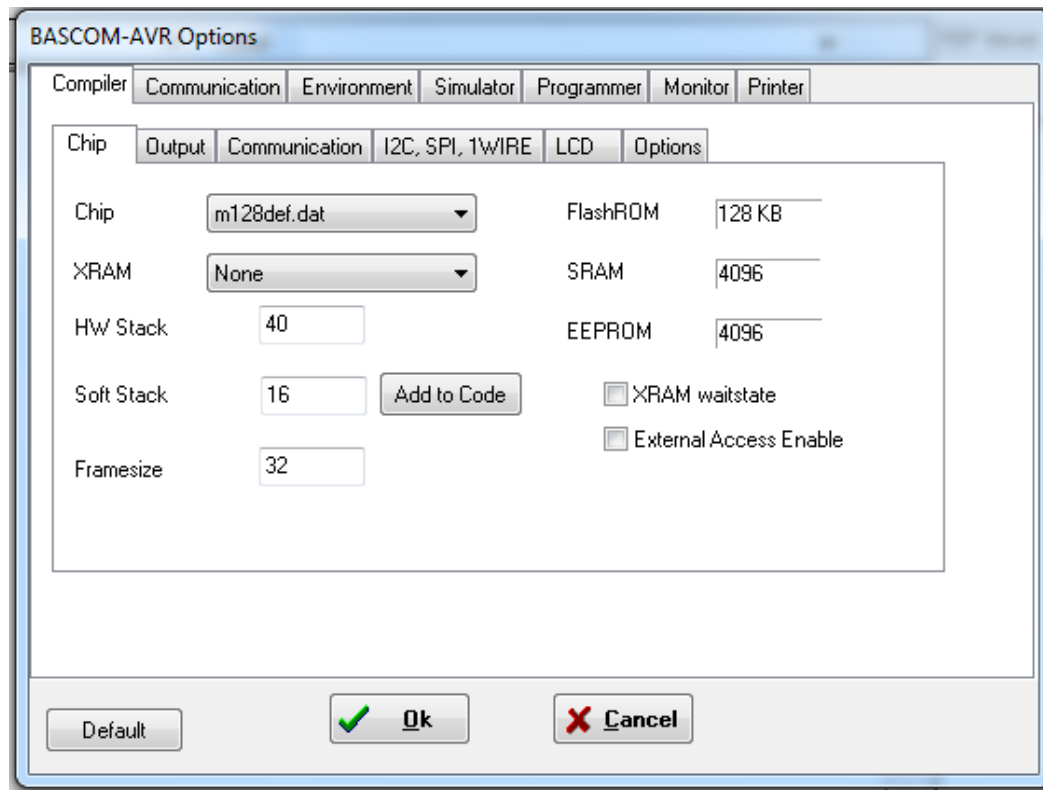 BASCOM-AVR Options
Compiler Communication Environment Simulator Programmer Monitor Printer
Chip Output Communication I2C, SPI, 1WIRE LCD Options
Chip m128def.dat FlashROM 128 KB
XRAM None SRAM 4096
HW Stack 40 EEPROM 4096
Soft Stack 16 Add to Code XRAM waitstate
External Access Enable
Framesize 32
Default Ok Cancel